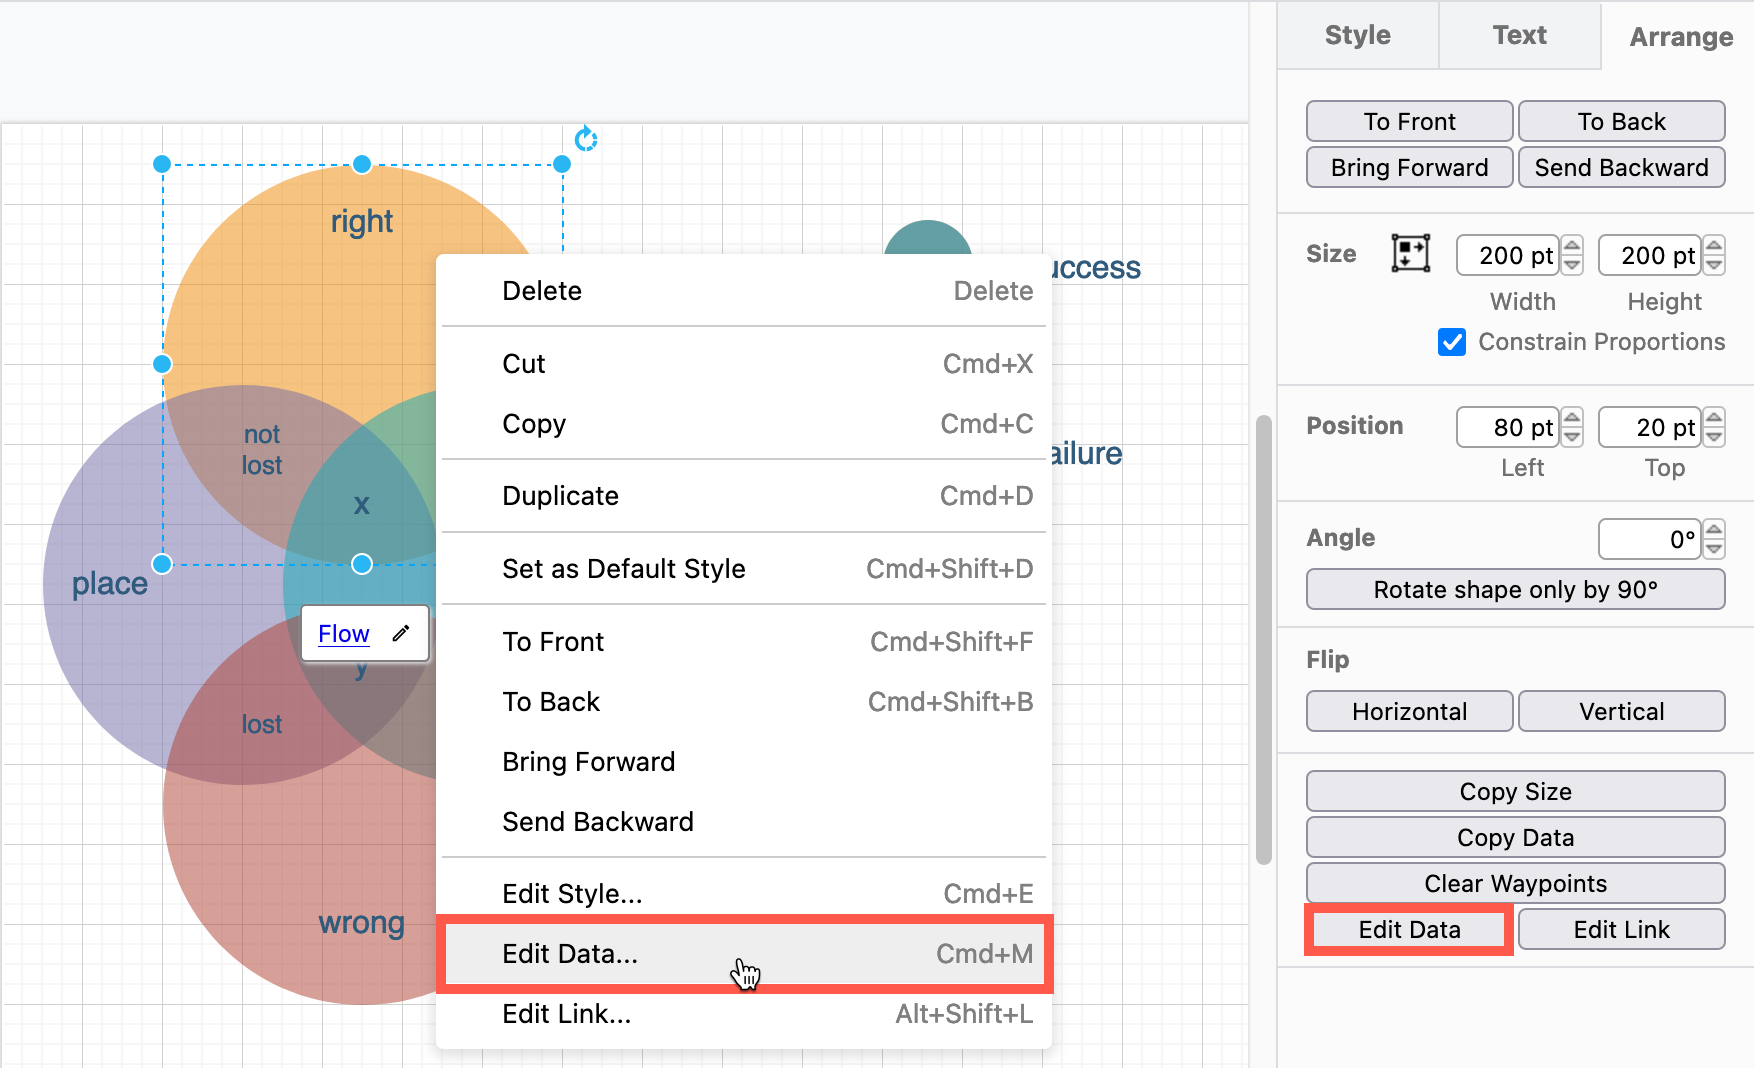 right
not
lost
x
place
Flow
y
lost
wrong
uccess
ailure
Delete Delete
Cut Cmd+X
Copy Cmd+C
Duplicate Cmd+D
Set as Default Style Cmd+Shift+D
To Front Cmd+Shift+F
To Back Cmd+Shift+B
Bring Forward
Send Backward
Edit Style... Cmd+E
Edit Data... Cmd+M
Edit Link... Alt+Shift+L
Style Text Arrange
To Front To Back
Bring Forward Send Backward
Size 200 pt 200 pt
Width Height
Constrain Proportions
Position 80 pt 20 pt
Left Top
Angle 0°
Rotate shape only by 90°
Flip
Horizontal Vertical
Copy Size
Copy Data
Clear Waypoints
Edit Data Edit Link